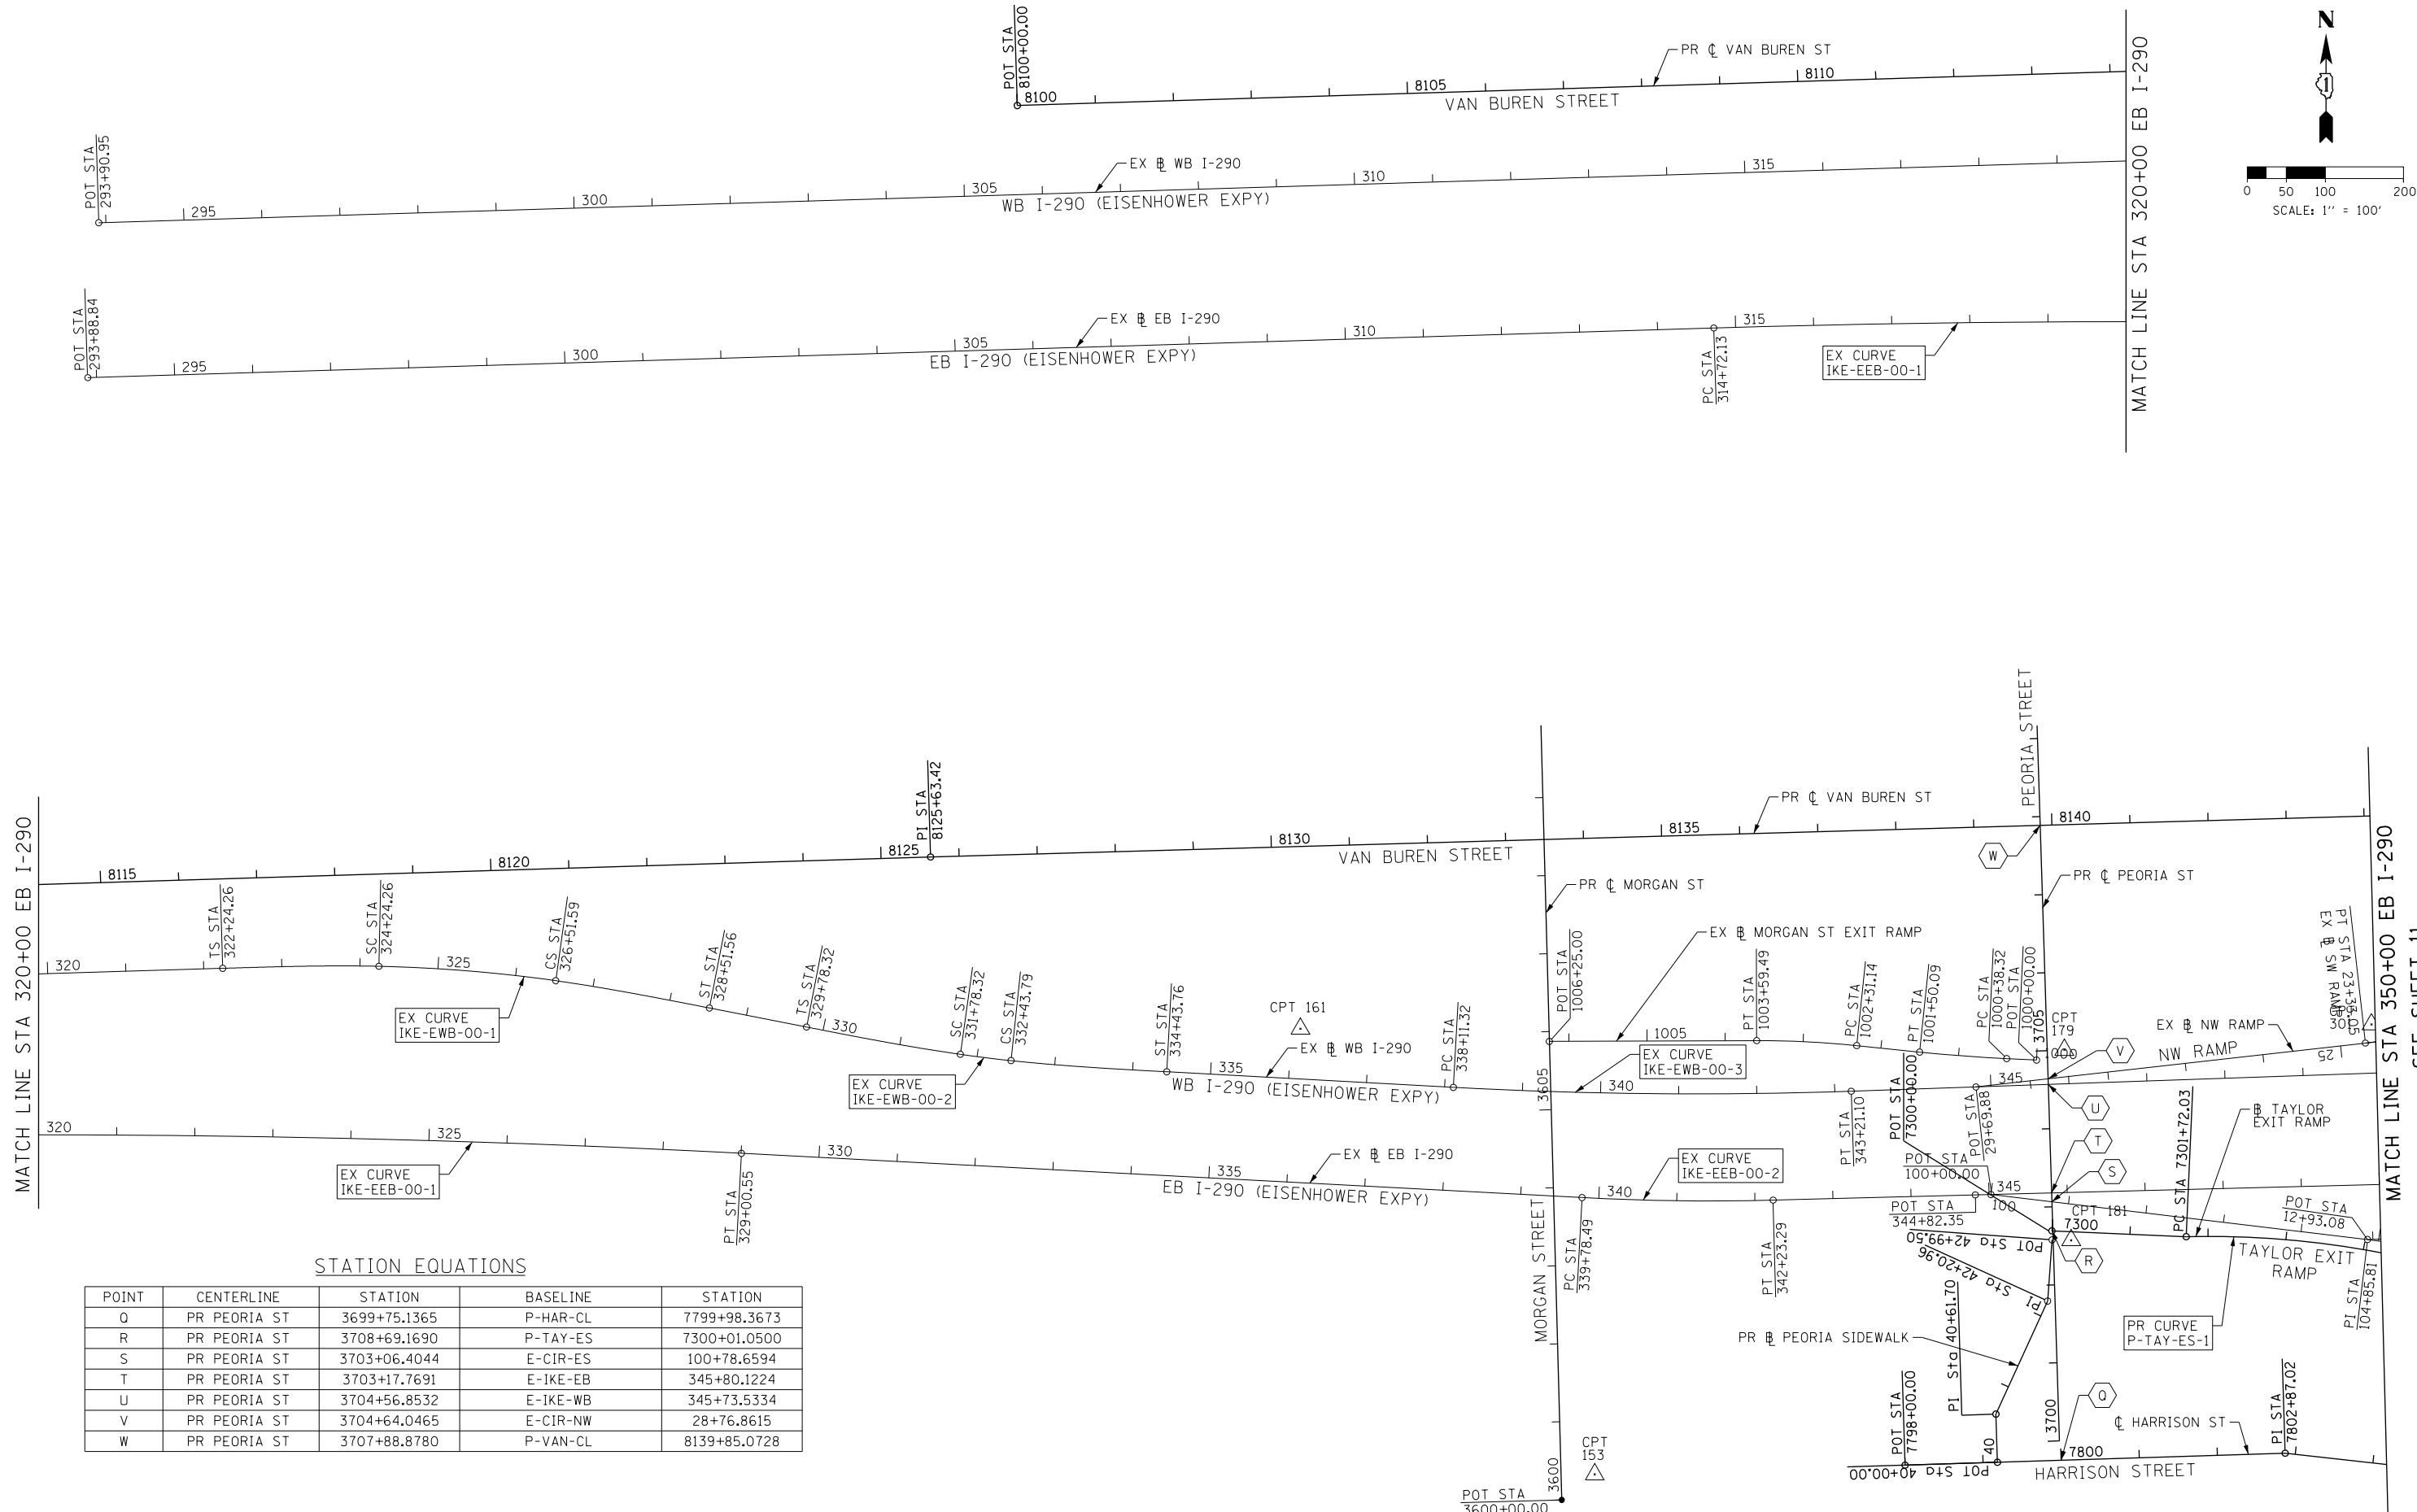 N
1
0 50 100 200
SCALE: 1'' = 100'
POT STA
8100+00.00
8100
8105
8110
PR ℄ VAN BUREN ST
VAN BUREN STREET
MATCH LINE STA 320+00 EB I-290
POT STA
293+90.95
295
300
305
310
315
EX B̲L WB I-290
WB I-290 (EISENHOWER EXPY)
POT STA
293+88.84
295
300
305
310
315
EX B̲L EB I-290
EB I-290 (EISENHOWER EXPY)
PC STA
314+72.13
EX CURVE
IKE-EEB-00-1
MATCH LINE STA 320+00 EB I-290
8115
8120
8125
8130
8135
8140
PI STA
8125+63.42
VAN BUREN STREET
PR ℄ VAN BUREN ST
PEORIA STREET
W
PR ℄ MORGAN ST
PR ℄ PEORIA ST
MATCH LINE STA 350+00 EB I-290
SEE SHEET 11
320
TS STA
322+24.26
SC STA
324+24.26
325
CS STA
326+51.59
ST STA
328+51.56
TS STA
329+78.32
330
SC STA
331+78.32
CS STA
332+43.79
ST STA
334+43.76
335
CPT 161
EX B̲L WB I-290
PC STA
338+11.32
EX CURVE
IKE-EWB-00-1
EX CURVE
IKE-EWB-00-2
WB I-290 (EISENHOWER EXPY)
POT STA
1006+25.00
EX B̲L MORGAN ST EXIT RAMP
1005
PT STA
1003+59.49
PC STA
1002+31.14
PT STA
1001+50.09
PC STA
1000+38.32
POT STA
1000+00.00
1000
3705
CPT
179
V
EX B̲L NW RAMP
NW RAMP
25
PT STA 23+33.05
EX B̲L SW RAMP
301
EX CURVE
IKE-EWB-00-3
3605
340
345
PT STA
343+21.10
POT STA
29+69.88
POT STA
7300+00.00
U
T
S
B̲L TAYLOR
EXIT RAMP
PC STA 7301+72.03
320
325
330
335
340
345
EX CURVE
IKE-EEB-00-1
PT STA
329+00.55
EX B̲L EB I-290
EB I-290 (EISENHOWER EXPY)
EX CURVE
IKE-EEB-00-2
PC STA
339+78.49
PT STA
342+23.29
POT STA
100+00.00
100
POT STA
344+82.35
POT Sta 42+99.50
PI Sta 42+20.96
CPT 181
7300
R
POT STA
12+93.08
TAYLOR EXIT
RAMP
PI STA
104+85.81
PR CURVE
P-TAY-ES-1
MORGAN STREET
PR B̲L PEORIA SIDEWALK
PI Sta 40+61.70
Q
3700
℄ HARRISON ST
PI STA
7802+87.02
POT STA
7798+00.00
40
7800
POT Sta 40+00.00
HARRISON STREET
CPT
153
3600
POT STA
3600+00.00
STATION EQUATIONS
POINT CENTERLINE STATION BASELINE STATION
Q PR PEORIA ST 3699+75.1365 P-HAR-CL 7799+98.3673
R PR PEORIA ST 3708+69.1690 P-TAY-ES 7300+01.0500
S PR PEORIA ST 3703+06.4044 E-CIR-ES 100+78.6594
T PR PEORIA ST 3703+17.7691 E-IKE-EB 345+80.1224
U PR PEORIA ST 3704+56.8532 E-IKE-WB 345+73.5334
V PR PEORIA ST 3704+64.0465 E-CIR-NW 28+76.8615
W PR PEORIA ST 3707+88.8780 P-VAN-CL 8139+85.0728